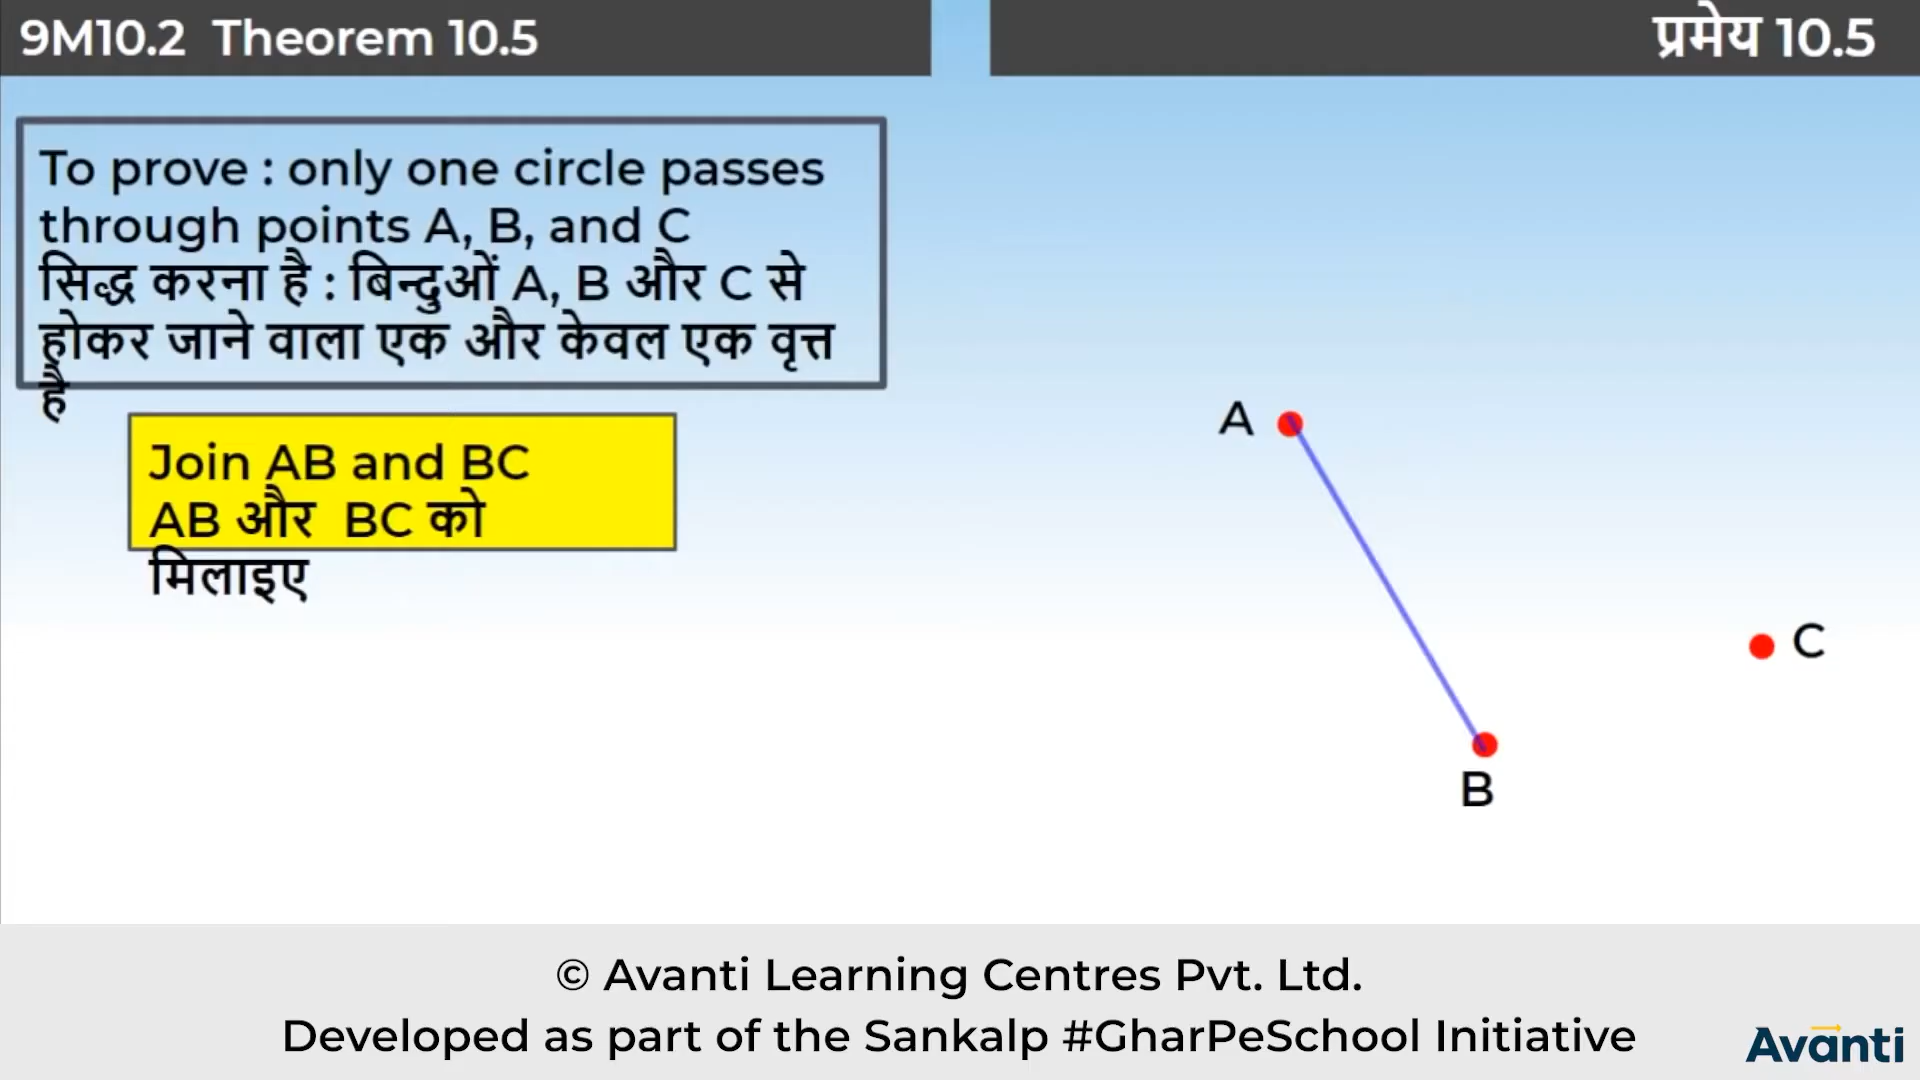 9M10.2 Theorem 10.5
प्रमेय 10.5
To prove : only one circle passes
through points A, B, and C
सिद्ध करना है : बिन्दुओं A, B और C से
होकर जाने वाला एक और केवल एक वृत्त
है
Join AB and BC
AB और BC को
मिलाइए
A
C
B
© Avanti Learning Centres Pvt. Ltd.
Developed as part of the Sankalp #GharPeSchool Initiative
Avanti